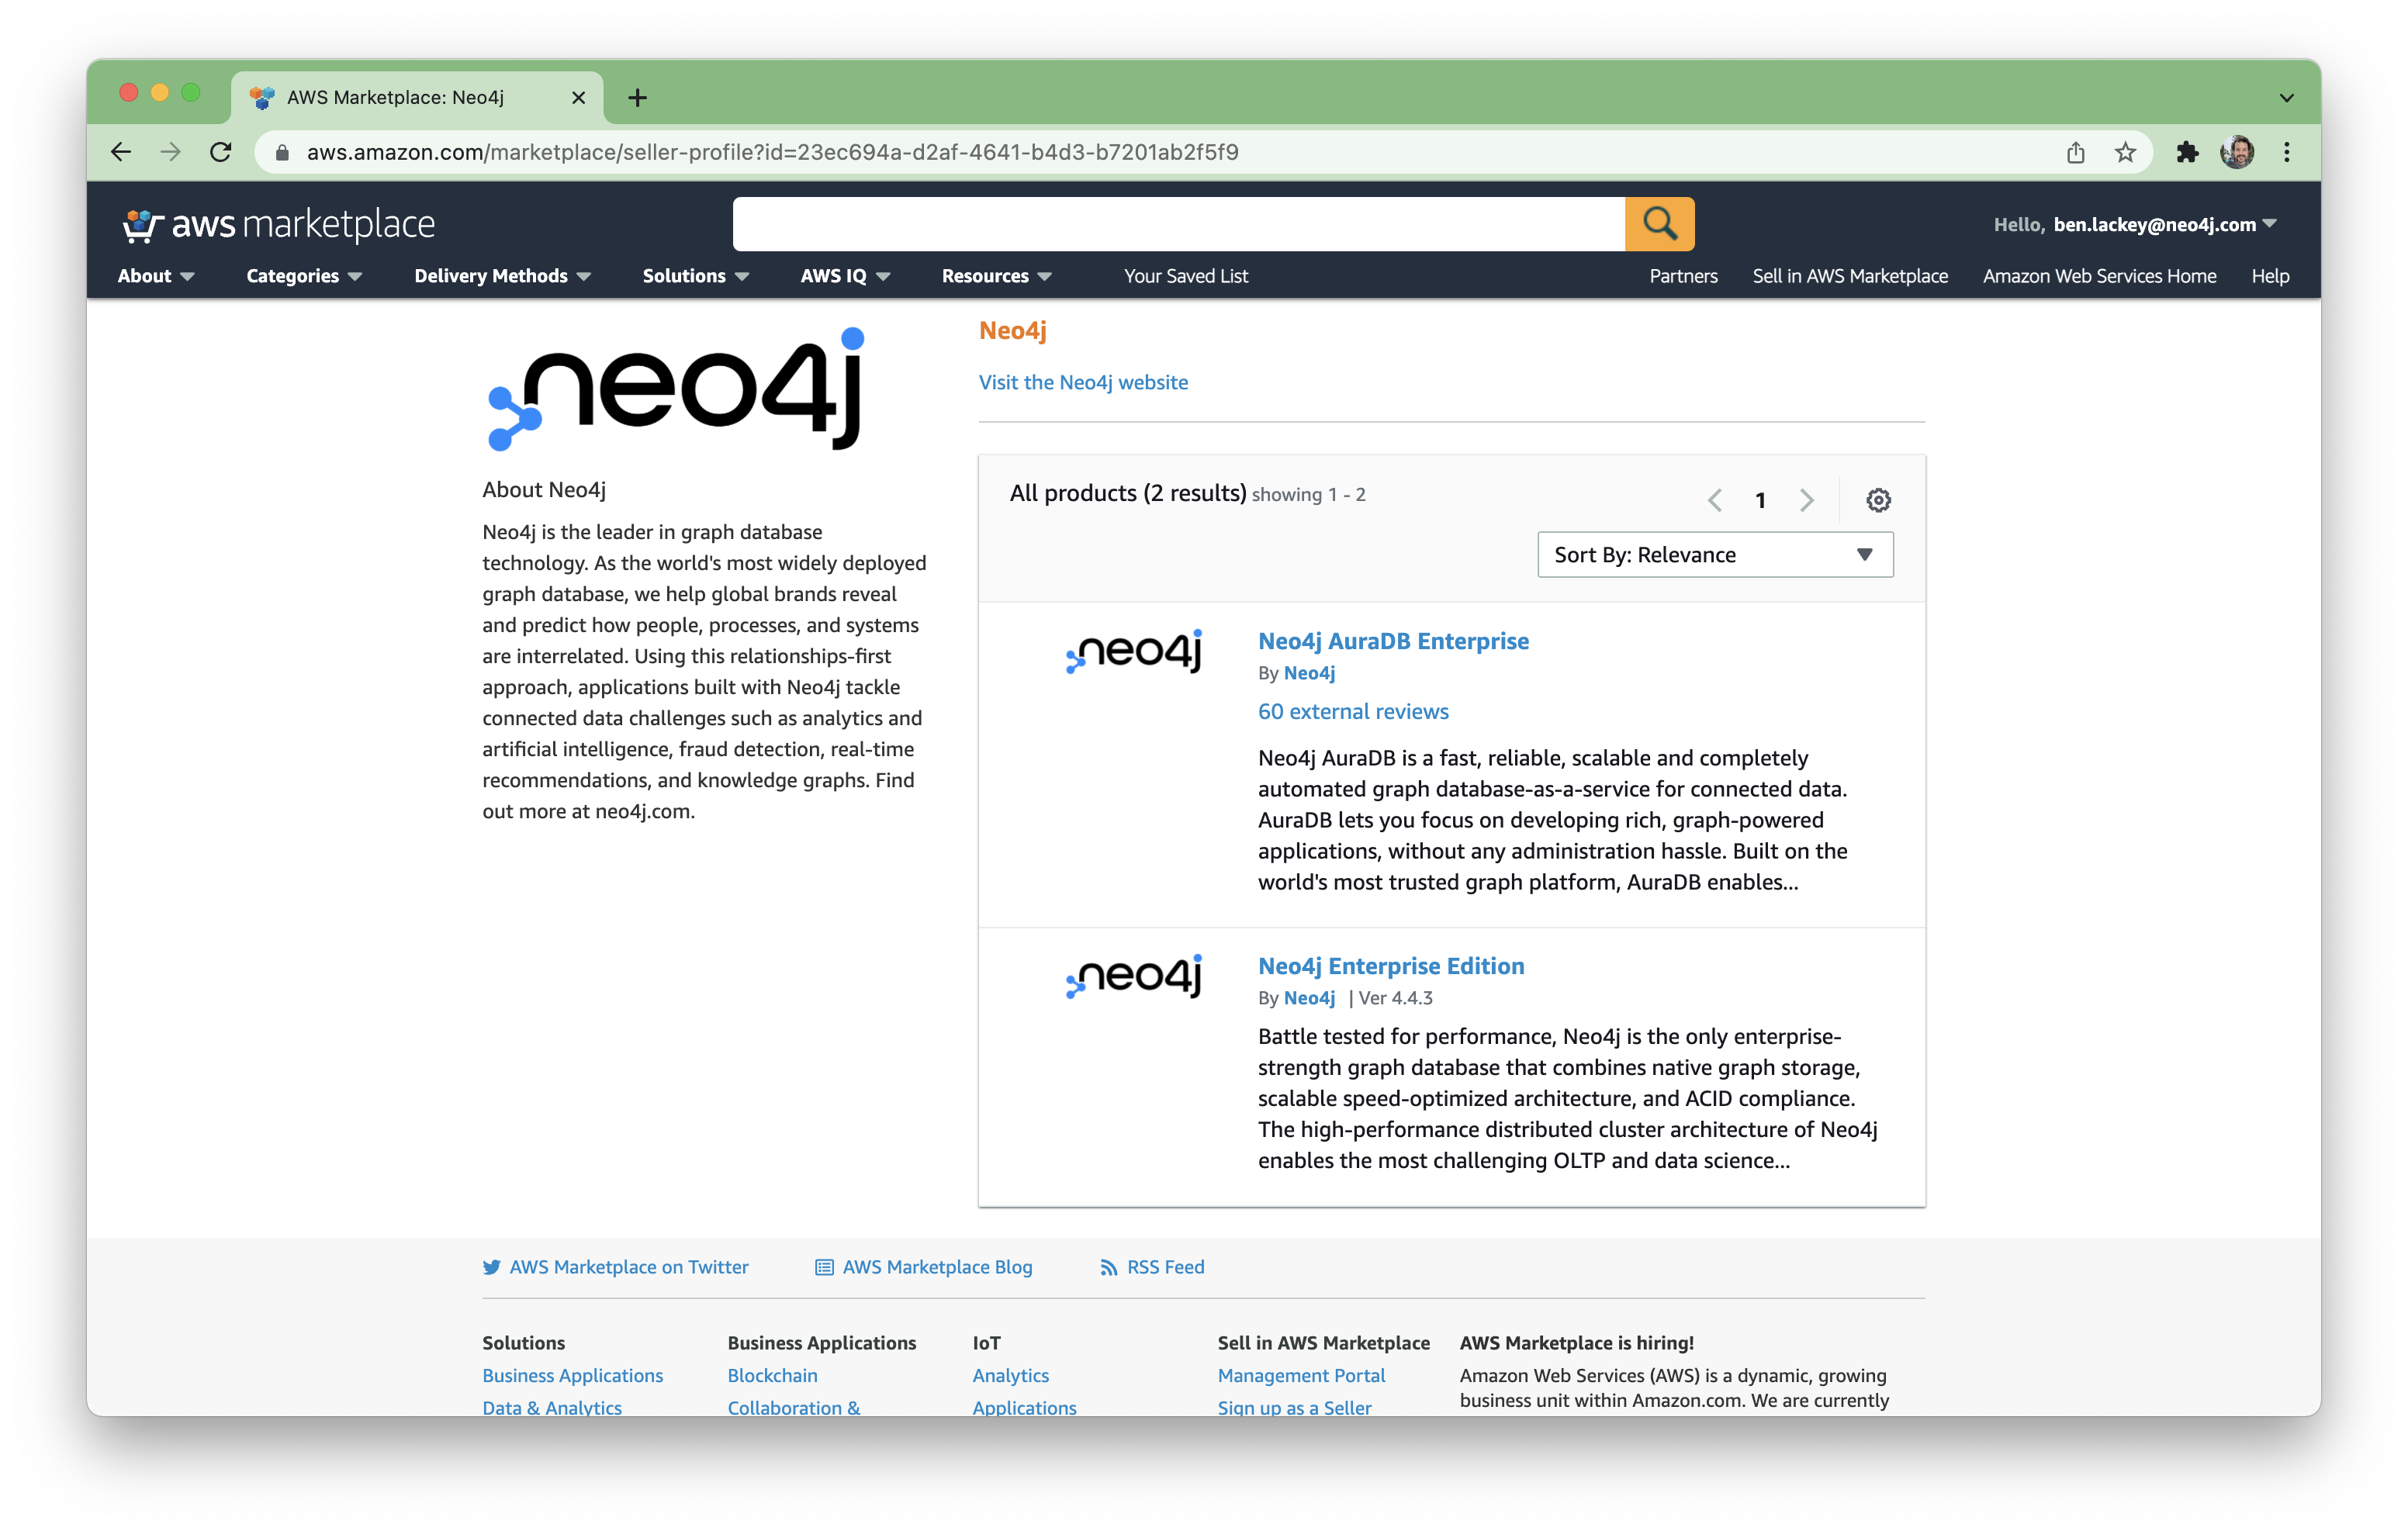 AWS Marketplace: Neo4j
aws.amazon.com/marketplace/seller-profile?id=23ec694a-d2af-4641-b4d3-b7201ab2f5f9
aws marketplace
Hello, ben.lackey@neo4j.com
About
Categories
Delivery Methods
Solutions
AWS IQ
Resources
Your Saved List
Partners
Sell in AWS Marketplace
Amazon Web Services Home
Help
neo4j
About Neo4j
Neo4j is the leader in graph database
technology. As the world's most widely deployed
graph database, we help global brands reveal
and predict how people, processes, and systems
are interrelated. Using this relationships-first
approach, applications built with Neo4j tackle
connected data challenges such as analytics and
artificial intelligence, fraud detection, real-time
recommendations, and knowledge graphs. Find
out more at neo4j.com.
Neo4j
Visit the Neo4j website
All products (2 results) showing 1 - 2
1
Sort By: Relevance
neo4j
Neo4j AuraDB Enterprise
By Neo4j
60 external reviews
Neo4j AuraDB is a fast, reliable, scalable and completely
automated graph database-as-a-service for connected data.
AuraDB lets you focus on developing rich, graph-powered
applications, without any administration hassle. Built on the
world's most trusted graph platform, AuraDB enables...
neo4j
Neo4j Enterprise Edition
By Neo4j | Ver 4.4.3
Battle tested for performance, Neo4j is the only enterprise-
strength graph database that combines native graph storage,
scalable speed-optimized architecture, and ACID compliance.
The high-performance distributed cluster architecture of Neo4j
enables the most challenging OLTP and data science...
AWS Marketplace on Twitter
AWS Marketplace Blog
RSS Feed
Solutions
Business Applications
Data & Analytics
Business Applications
Blockchain
Collaboration &
IoT
Analytics
Applications
Sell in AWS Marketplace
Management Portal
Sign up as a Seller
AWS Marketplace is hiring!
Amazon Web Services (AWS) is a dynamic, growing
business unit within Amazon.com. We are currently